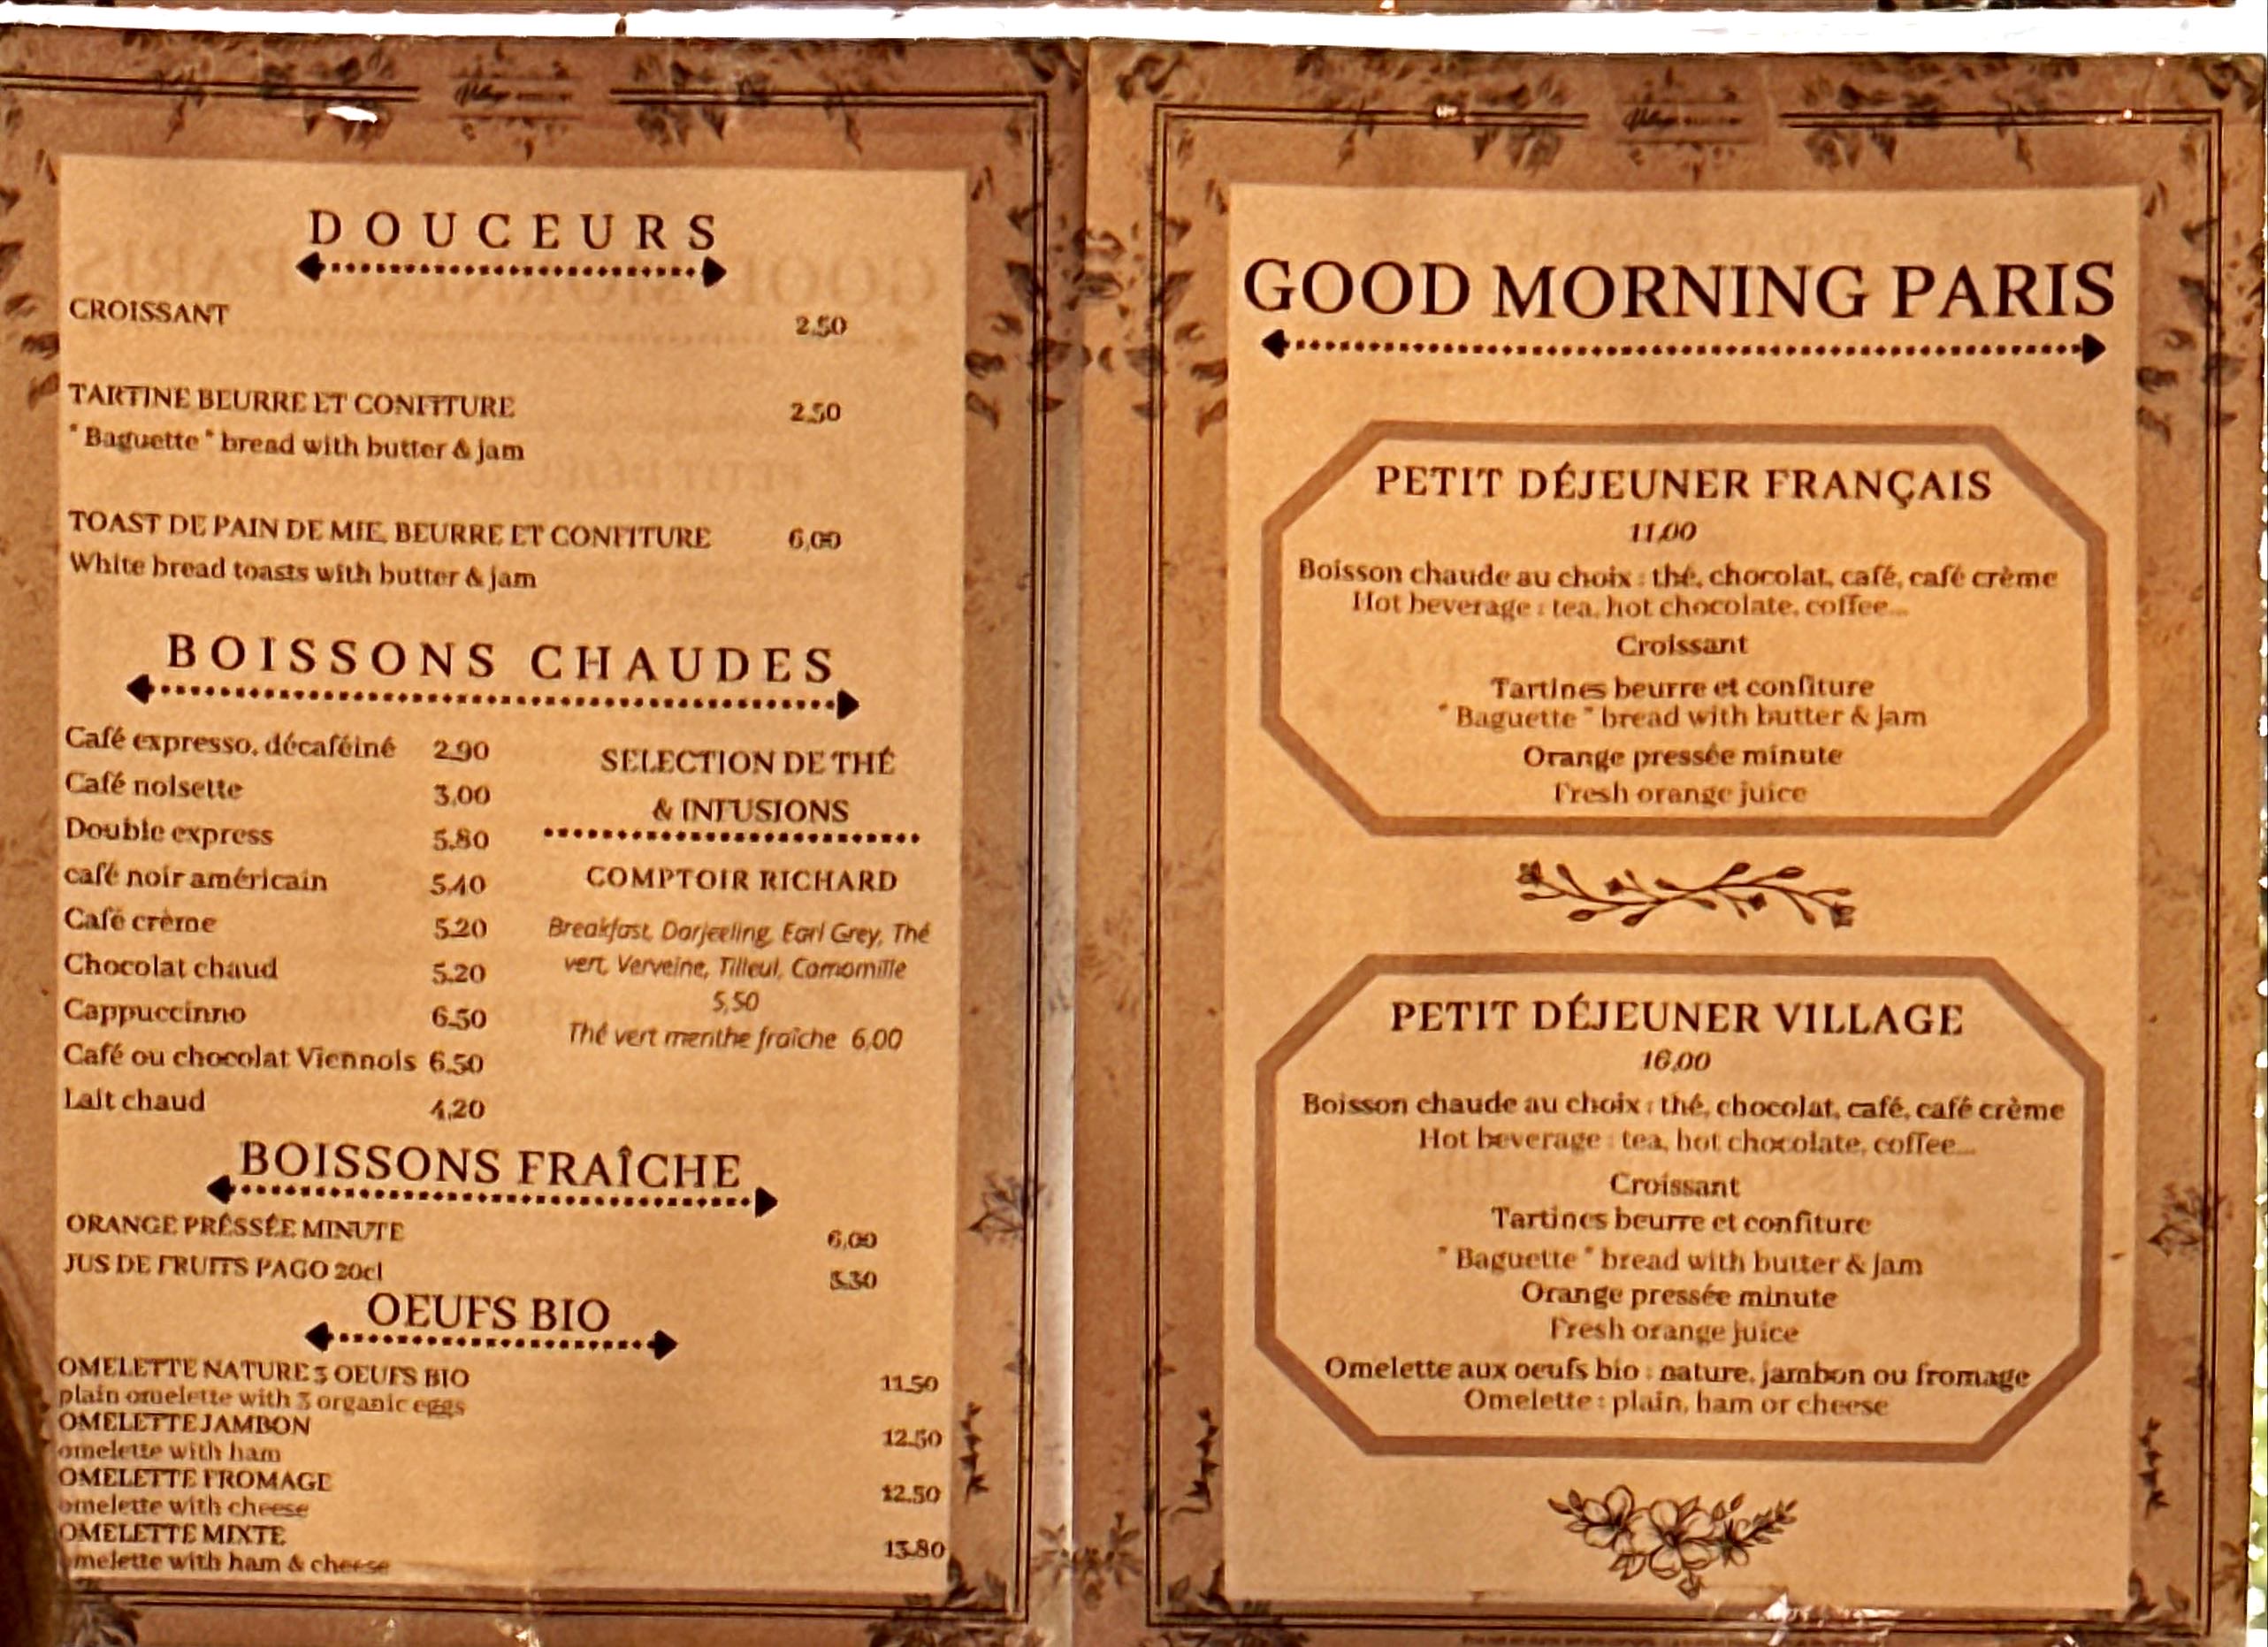 DOUCEURS
CROISSANT 2.50
TARTINE BEURRE ET CONFITURE 2.50
" Baguette " bread with butter & jam
TOAST DE PAIN DE MIE, BEURRE ET CONFITURE 6,00
White bread toasts with butter & jam
BOISSONS CHAUDES
Café expresso, décaféiné 2.90
Café noisette 3.00
Double express 5.80
café noir américain 5.40
Café crème 5.20
Chocolat chaud 5.20
Cappuccinno 6.50
Café ou chocolat Viennois 6.50
Lait chaud 4,20
SELECTION DE THÉ
& INFUSIONS
COMPTOIR RICHARD
Breakfast, Darjeeling, Earl Grey, Thé
vert, Verveine, Tilleul, Camomille
5,50
Thé vert menthe fraîche 6,00
BOISSONS FRAÎCHE
ORANGE PRÉSSÉE MINUTE 6,00
JUS DE FRUITS PAGO 20cl
OEUFS BIO
OMELETTE NATURE 3 OEUFS BIO 11.50
plain omelette with 3 organic eggs
OMELETTE JAMBON 12.50
omelette with ham
OMELETTE FROMAGE 12.50
omelette with cheese
OMELETTE MIXTE 13.80
omelette with ham & cheese
Village
GOOD MORNING PARIS
PETIT DÉJEUNER FRANÇAIS
11,00
Boisson chaude au choix : thé, chocolat, café, café crème
Hot beverage : tea, hot chocolate, coffee...
Croissant
Tartines beurre et confiture
" Baguette " bread with butter & jam
Orange pressée minute
Fresh orange juice
PETIT DÉJEUNER VILLAGE
16,00
Boisson chaude au choix : thé, chocolat, café, café crème
Hot beverage : tea, hot chocolate, coffee...
Croissant
Tartines beurre et confiture
" Baguette " bread with butter & jam
Orange pressée minute
Fresh orange juice
Omelette aux oeufs bio : nature, jambon ou fromage
Omelette : plain, ham or cheese